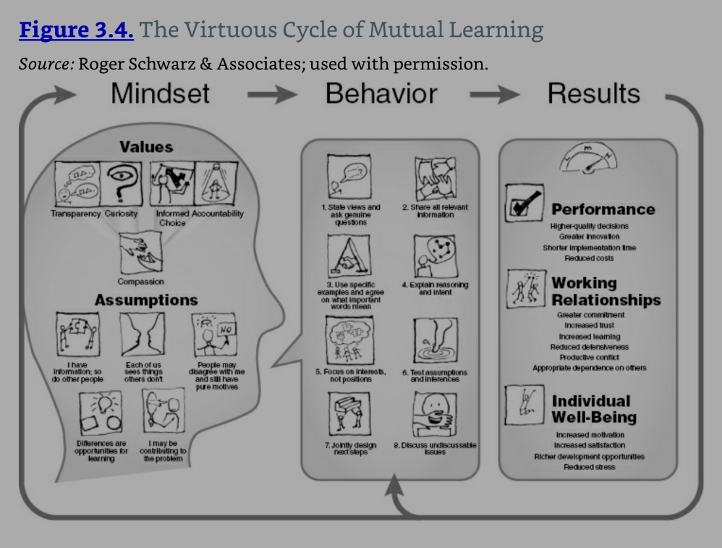 Figure 3.4. The Virtuous Cycle of Mutual Learning
Source: Roger Schwarz & Associates; used with permission.
Mindset
Behavior
Results
Values
Transparency
Curiosity
Informed
Choice
Accountability
Compassion
Assumptions
I have
information; so
do other people
Each of us
sees things
others don't
People may
disagree with me
and still have
pure motives
NO
Differences are
opportunities for
learning
I may be
contributing to
the problem
1. State views and
ask genuine
questions
2. Share all relevant
information
3. Use specific
examples and agree
on what important
words mean
4. Explain reasoning
and intent
5. Focus on interests,
not positions
6. Test assumptions
and inferences
7. Jointly design
next steps
8. Discuss undiscussable
issues
L M H
Performance
Higher-quality decisions
Greater innovation
Shorter implementation time
Reduced costs
Working
Relationships
Greater commitment
Increased trust
Increased learning
Reduced defensiveness
Productive conflict
Appropriate dependence on others
Individual
Well-Being
Increased motivation
Increased satisfaction
Richer development opportunities
Reduced stress